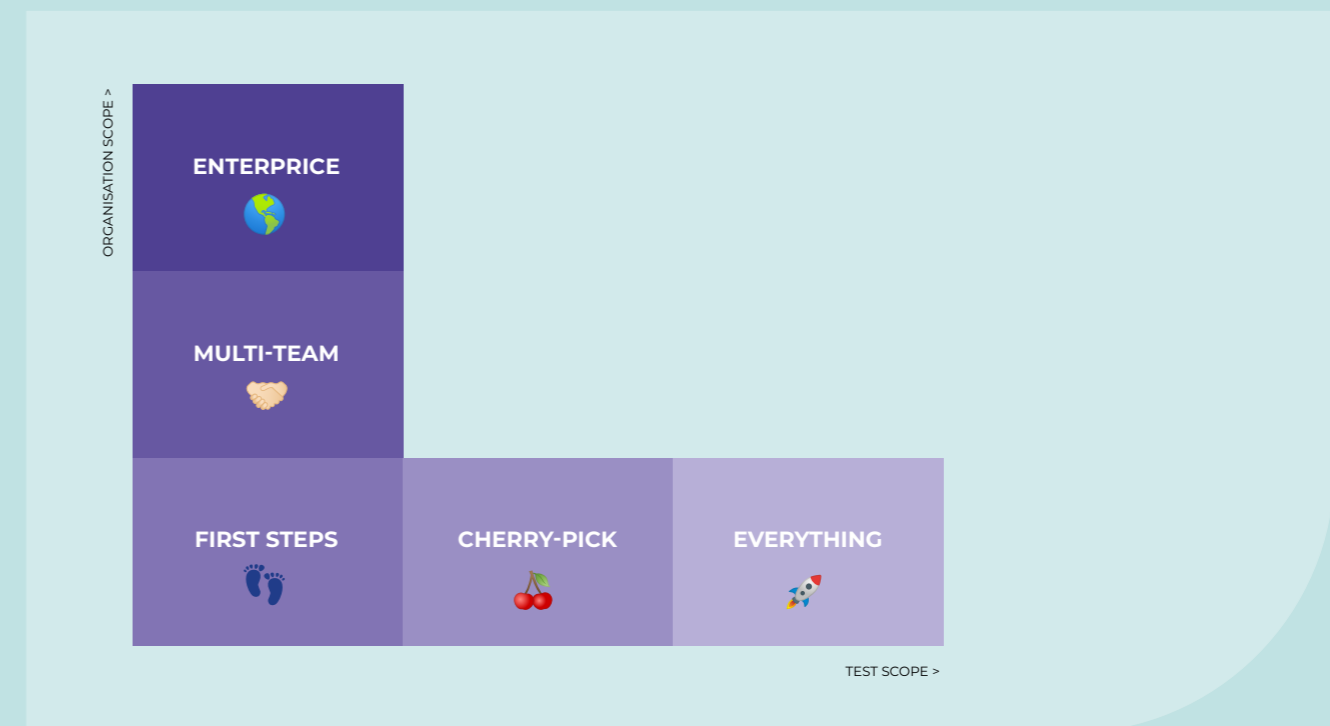 ORGANISATION SCOPE >
ENTERPRICE
MULTI-TEAM
FIRST STEPS
CHERRY-PICK
EVERYTHING
TEST SCOPE >